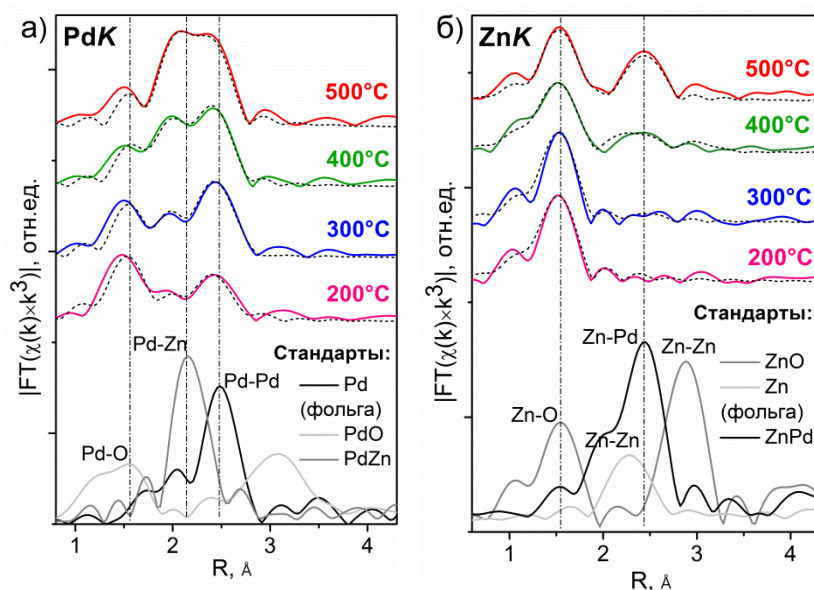 а) PdK
500°C
400°C
300°C
200°C
Pd-Zn
Pd-Pd
Pd-O
Стандарты:
Pd
(фольга)
PdO
PdZn
|FT(χ(k)×k³)|, отн.ед.
1 2 3 4
R, Å
б) ZnK
500°C
400°C
300°C
200°C
Стандарты:
Zn-Pd
Zn-Zn
Zn-O
Zn-Zn
ZnO
Zn
(фольга)
ZnPd
|FT(χ(k)×k³)|, отн.ед.
1 2 3 4
R, Å